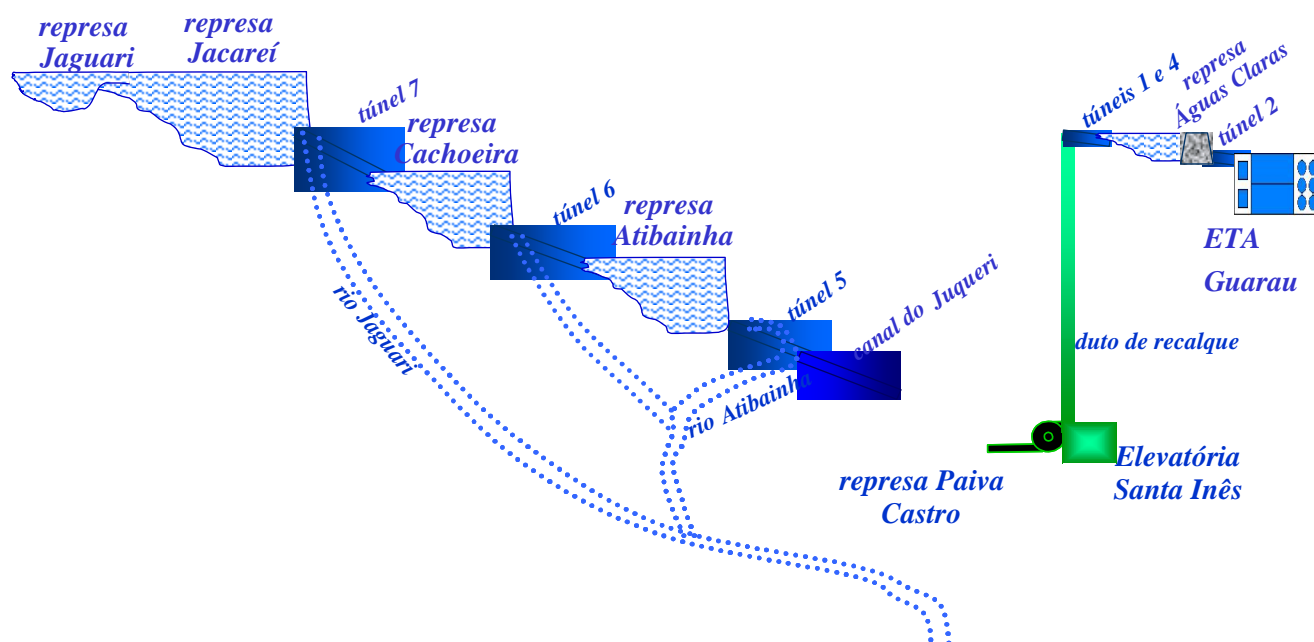 represa
Jaguari
represa
Jacareí
túnel 7
represa
Cachoeira
túnel 6
represa
Atibainha
túnel 5
canal do Juqueri
rio Jaguari
rio Atibainha
represa Paiva
Castro
túneis 1 e 4
represa
Águas Claras
túnel 2
ETA
Guarau
duto de recalque
Elevatória
Santa Inês